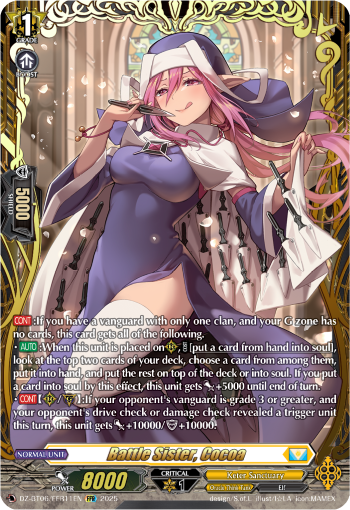 1
GRADE
BOOST
5000
SHIELD
CONT:If you have a vanguard with only one clan, and your G zone has
no cards, this card gets all of the following.
・AUTO:When this unit is placed on R, [put a card from hand into soul],
look at the top two cards of your deck, choose a card from among them,
put it into hand, and put the rest on top of the deck or into soul. If you put
a card into soul by this effect, this unit gets +5000 until end of turn.
・CONT【R/G】:If your opponent's vanguard is grade 3 or greater, and
your opponent's drive check or damage check revealed a trigger unit
this turn, this unit gets +10000/+10000.
NORMAL UNIT
Battle Sister, Cocoa
POWER 8000
CRITICAL
1
Keter Sanctuary
Oracle Think Tank
Elf
2025